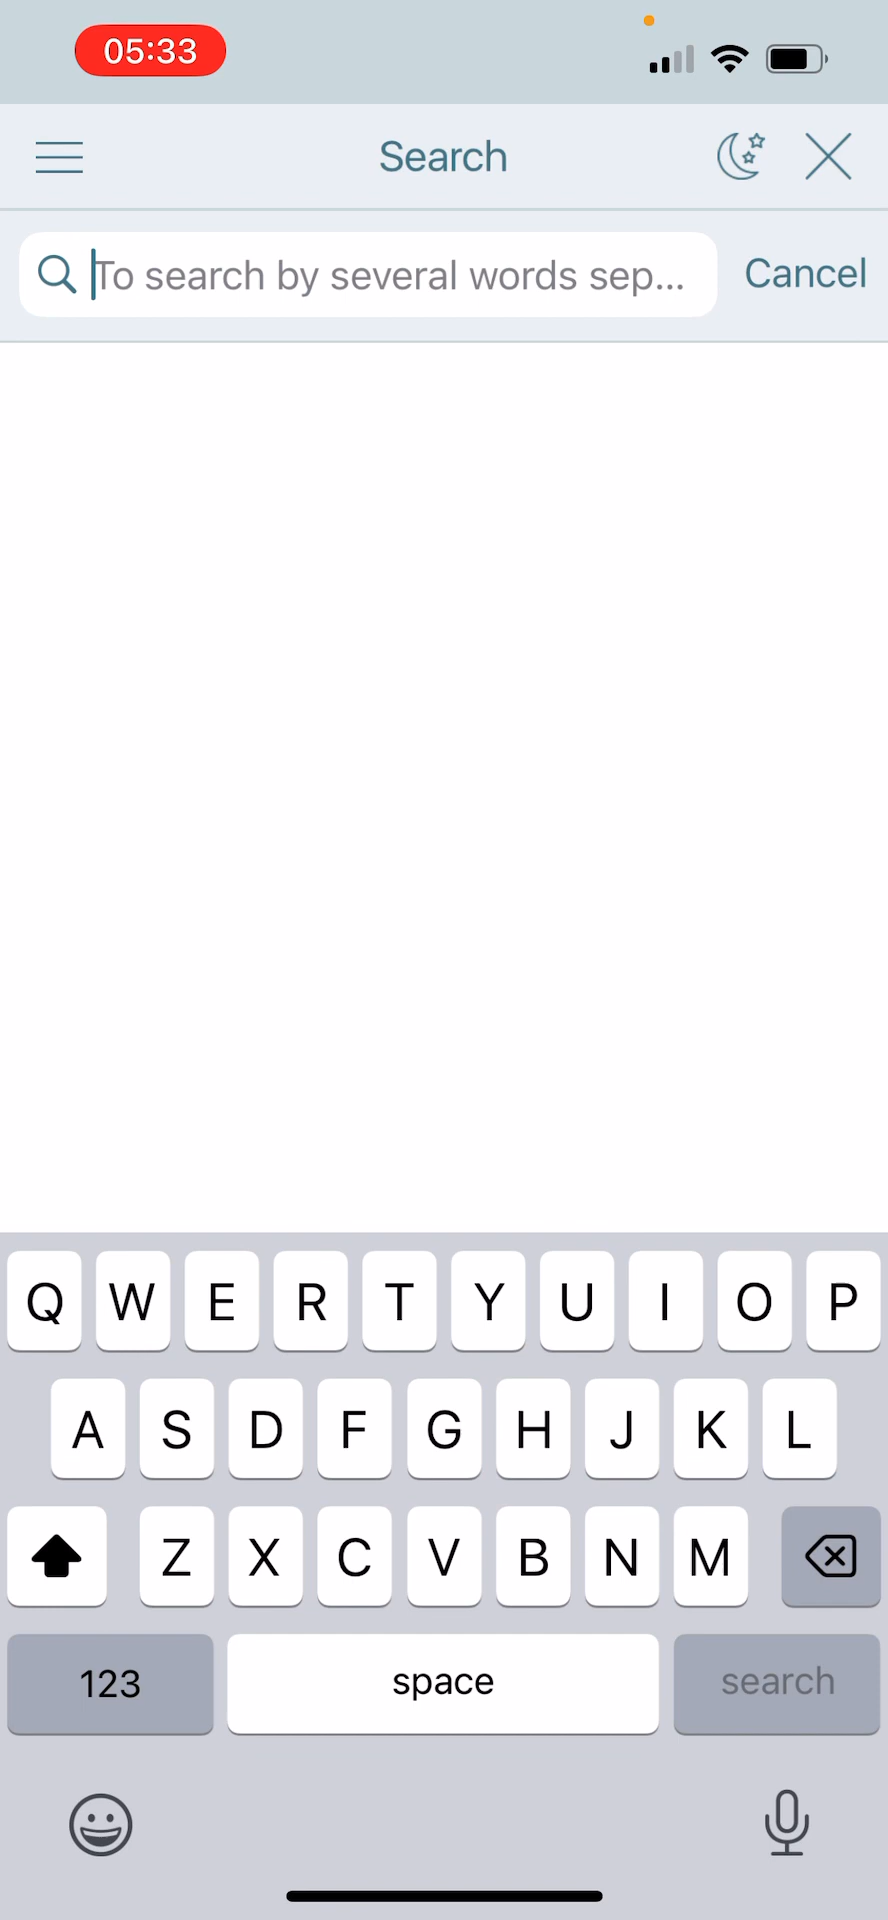 05:33
Search
To search by several words sep...
Cancel
Q W E R T Y U I O P
A S D F G H J K L
Z X C V B N M
123 space search